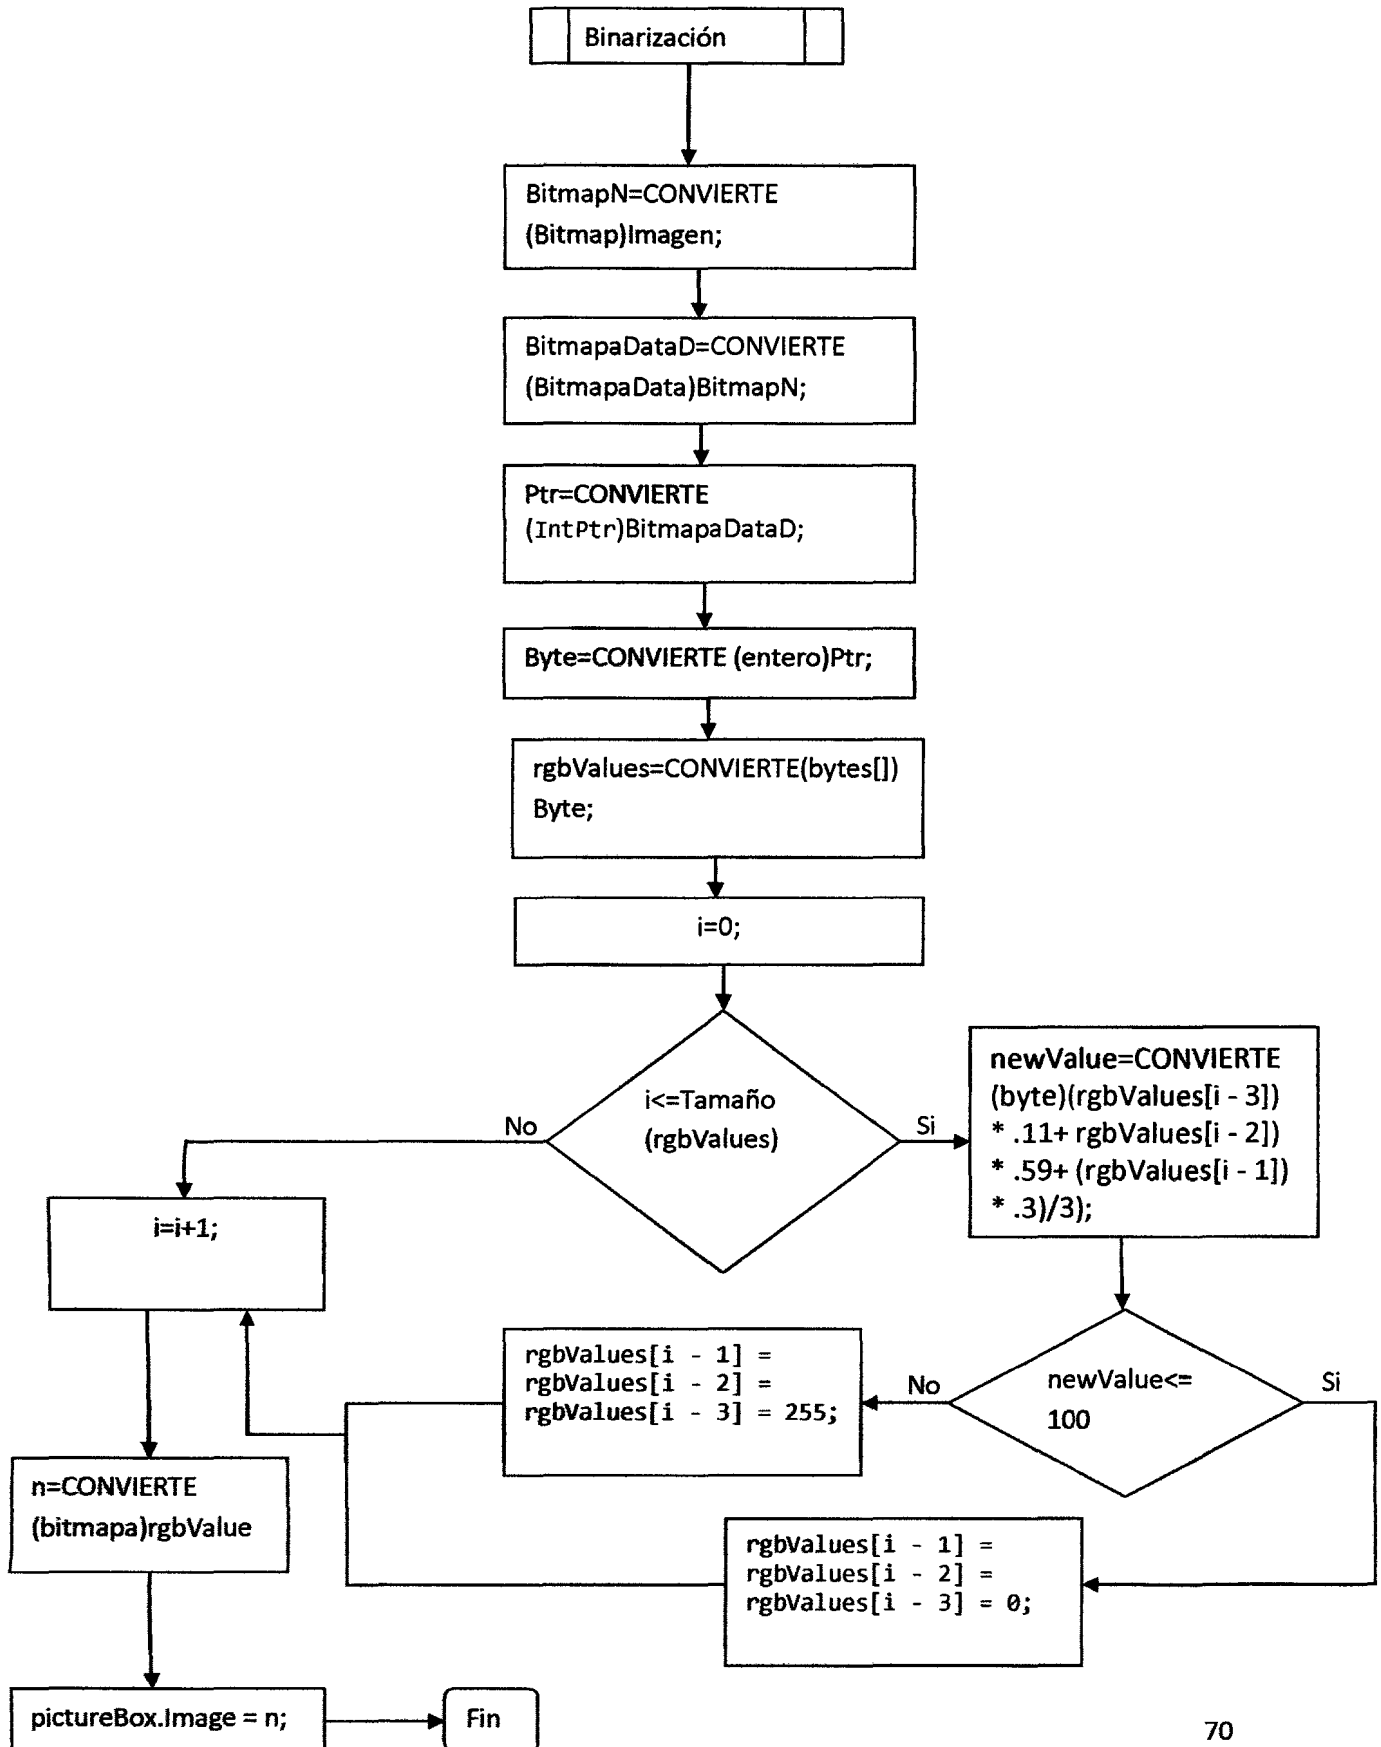 Binarización
BitmapN=CONVIERTE
(Bitmap)Imagen;
BitmapaDataD=CONVIERTE
(BitmapaData)BitmapN;
Ptr=CONVIERTE
(IntPtr)BitmapaDataD;
Byte=CONVIERTE (entero)Ptr;
rgbValues=CONVIERTE(bytes[])
Byte;
i=0;
i<=Tamaño
(rgbValues)
No
Si
newValue=CONVIERTE
(byte)(rgbValues[i - 3])
* .11+ rgbValues[i - 2])
* .59+ (rgbValues[i - 1])
* .3)/3);
i=i+1;
newValue<=
100
No
Si
rgbValues[i - 1] =
rgbValues[i - 2] =
rgbValues[i - 3] = 255;
rgbValues[i - 1] =
rgbValues[i - 2] =
rgbValues[i - 3] = 0;
n=CONVIERTE
(bitmapa)rgbValue
pictureBox.Image = n;
Fin
70